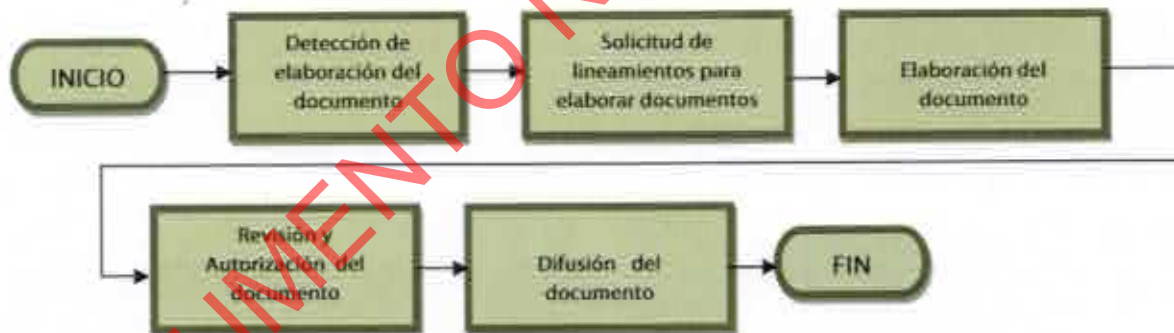 INICIO
Detección de
elaboración del
documento
Solicitud de
lineamientos para
elaborar documentos
Elaboración del
documento
Revisión y
Autorización del
documento
Difusión del
documento
FIN
UMENTO